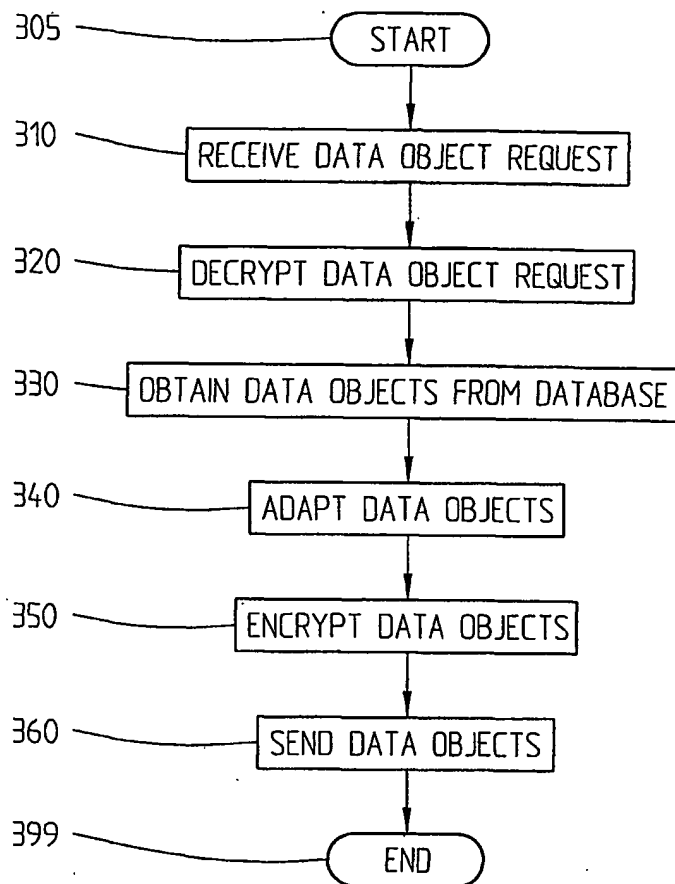 305 START
310 RECEIVE DATA OBJECT REQUEST
320 DECRYPT DATA OBJECT REQUEST
330 OBTAIN DATA OBJECTS FROM DATABASE
340 ADAPT DATA OBJECTS
350 ENCRYPT DATA OBJECTS
360 SEND DATA OBJECTS
399 END